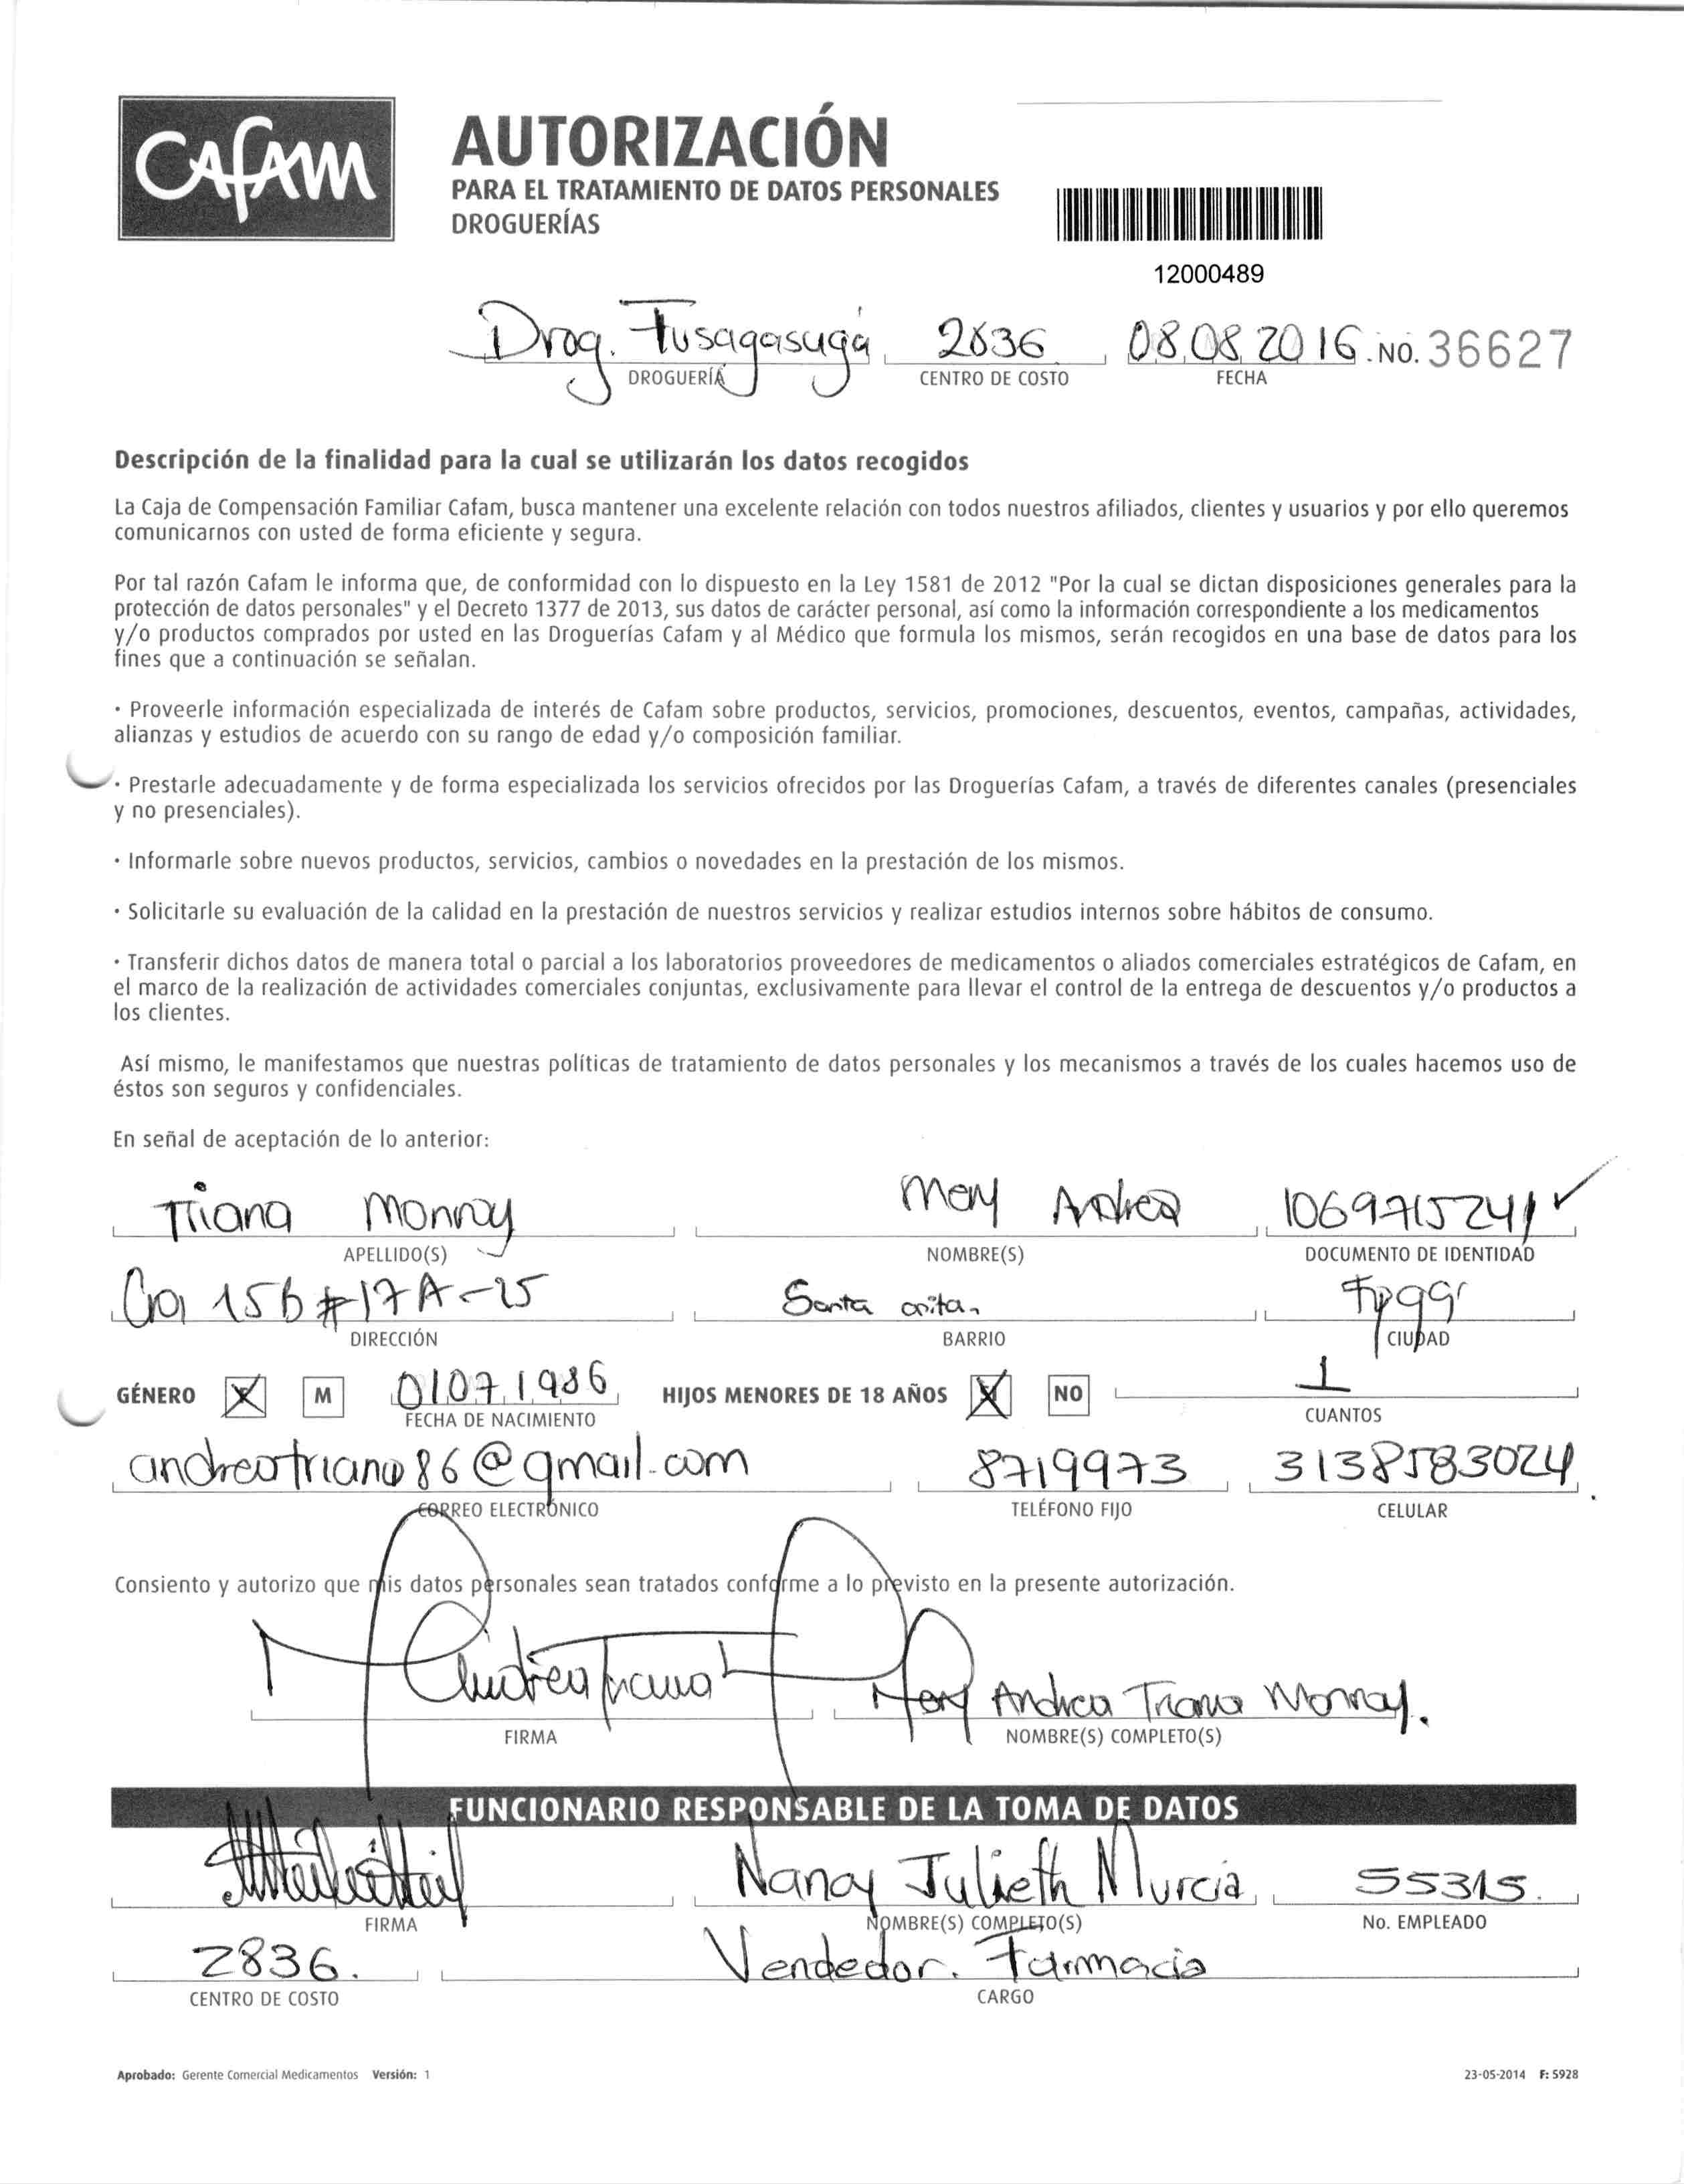 CAFAM
AUTORIZACIÓN
PARA EL TRATAMIENTO DE DATOS PERSONALES
DROGUERÍAS
12000489
Drog. Fusagasuga 2836 08.08.2016 NO. 36627
DROGUERÍA CENTRO DE COSTO FECHA
Descripción de la finalidad para la cual se utilizarán los datos recogidos
La Caja de Compensación Familiar Cafam, busca mantener una excelente relación con todos nuestros afiliados, clientes y usuarios y por ello queremos
comunicarnos con usted de forma eficiente y segura.
Por tal razón Cafam le informa que, de conformidad con lo dispuesto en la Ley 1581 de 2012 "Por la cual se dictan disposiciones generales para la
protección de datos personales" y el Decreto 1377 de 2013, sus datos de carácter personal, así como la información correspondiente a los medicamentos
y/o productos comprados por usted en las Droguerías Cafam y al Médico que formula los mismos, serán recogidos en una base de datos para los
fines que a continuación se señalan.
· Proveerle información especializada de interés de Cafam sobre productos, servicios, promociones, descuentos, eventos, campañas, actividades,
alianzas y estudios de acuerdo con su rango de edad y/o composición familiar.
· Prestarle adecuadamente y de forma especializada los servicios ofrecidos por las Droguerías Cafam, a través de diferentes canales (presenciales
y no presenciales).
· Informarle sobre nuevos productos, servicios, cambios o novedades en la prestación de los mismos.
· Solicitarle su evaluación de la calidad en la prestación de nuestros servicios y realizar estudios internos sobre hábitos de consumo.
· Transferir dichos datos de manera total o parcial a los laboratorios proveedores de medicamentos o aliados comerciales estratégicos de Cafam, en
el marco de la realización de actividades comerciales conjuntas, exclusivamente para llevar el control de la entrega de descuentos y/o productos a
los clientes.
Así mismo, le manifestamos que nuestras políticas de tratamiento de datos personales y los mecanismos a través de los cuales hacemos uso de
éstos son seguros y confidenciales.
En señal de aceptación de lo anterior:
Triana Monroy Mery Andrea 1069715241
APELLIDO(S) NOMBRE(S) DOCUMENTO DE IDENTIDAD
Cra 15b #17A-25 Santa anita.
DIRECCIÓN BARRIO CIUDAD
GÉNERO X M 01071986 HIJOS MENORES DE 18 AÑOS X NO 1
FECHA DE NACIMIENTO CUANTOS
andreatriana86@gmail.com 8719973 3138583024
CORREO ELECTRÓNICO TELÉFONO FIJO CELULAR
Consiento y autorizo que mis datos personales sean tratados conforme a lo previsto en la presente autorización.
Andrea Triana Mery Andrea Triana Monroy.
FIRMA NOMBRE(S) COMPLETO(S)
FUNCIONARIO RESPONSABLE DE LA TOMA DE DATOS
Nancy Julieth Murcia 55315.
FIRMA NOMBRE(S) COMPLETO(S) No. EMPLEADO
2836. Vendedor. Farmacia
CENTRO DE COSTO CARGO
Aprobado: Gerente Comercial Medicamentos Versión: 1 23-05-2014 F: 5928